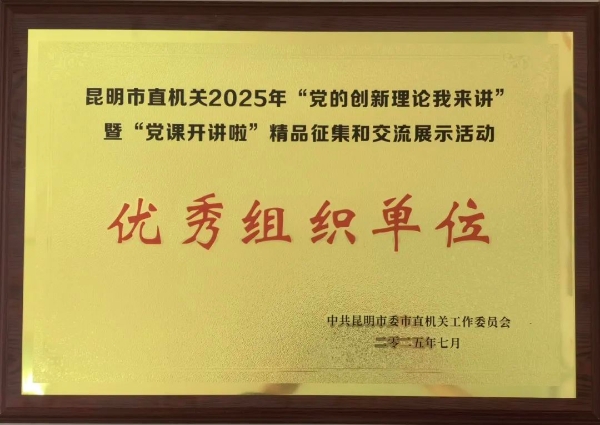 昆明市直机关2025年“党的创新理论我来讲”
暨“党课开讲啦”精品征集和交流展示活动
优秀组织单位
中共昆明市委市直机关工作委员会
二〇二五年七月